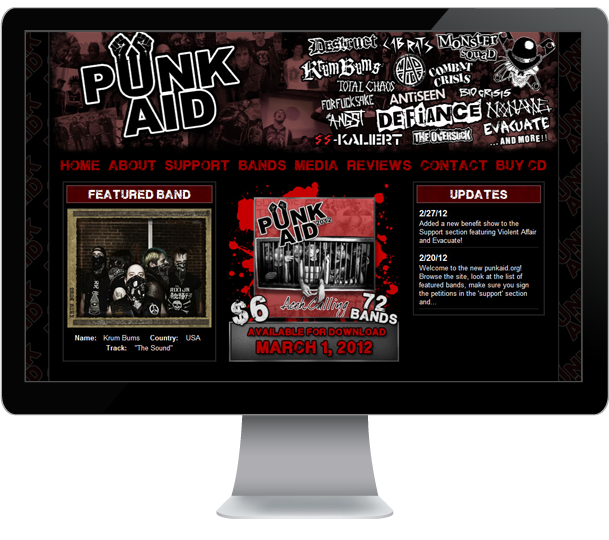 PÜNK
AID
Destruct LAB RATS MONSTER SQUAD
KRUM BUMS COMBAT CRISIS
TOTAL CHAOS
FORFUCKSAKE ANTiSEEN BIO CRISIS
ANGST DEFIANCE
SS-KALIERT THE OVERSUCK EVACUATE
...AND MORE!!
HOME ABOUT SUPPORT BANDS MEDIA REVIEWS CONTACT BUY CD
FEATURED BAND
Name: Krum Bums Country: USA
Track: "The Sound"
PÜNK
AID 2012
Aceh Calling
$6 72
BANDS
AVAILABLE FOR DOWNLOAD
MARCH 1, 2012
UPDATES
2/27/12
Added a new benefit show to the
Support section featuring Violent Affair
and Evacuate!
2/20/12
Welcome to the new punkaid.org!
Browse the site, look at the list of
featured bands, make sure you sign
the petitions in the 'support' section
and...